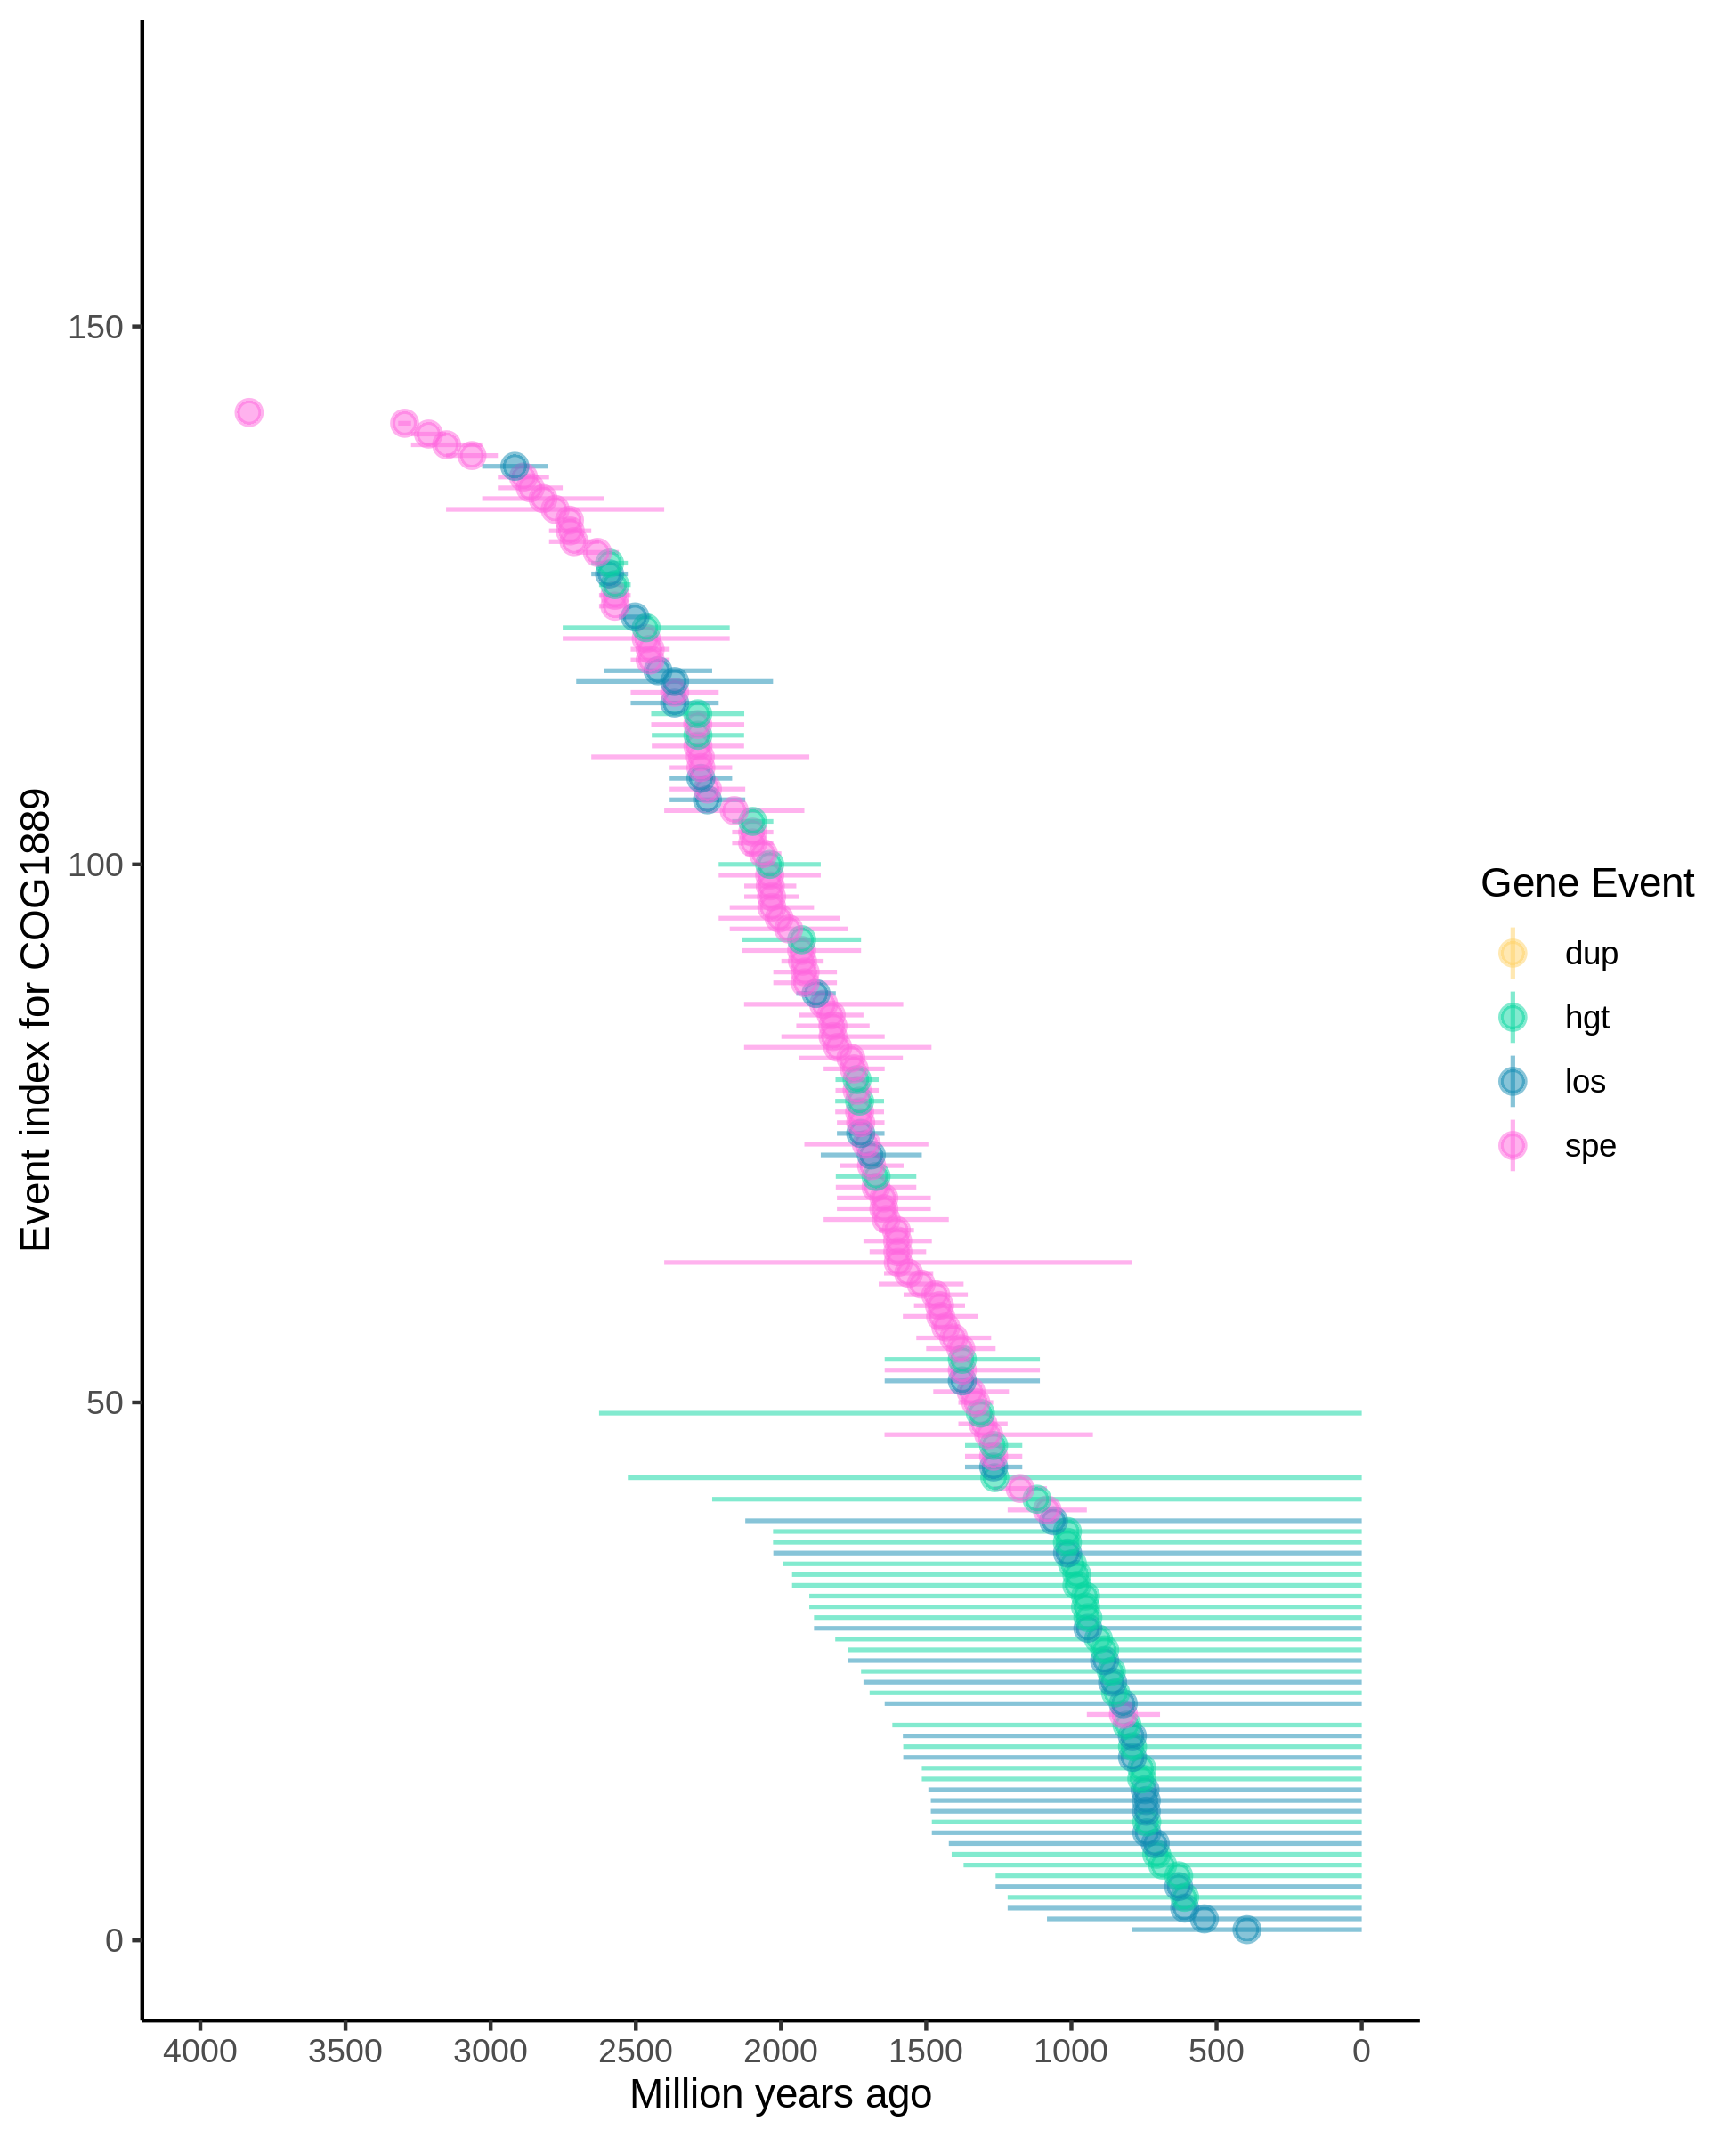 150
100
50
0
Event index for COG1889
4000 3500 3000 2500 2000 1500 1000 500 0
Million years ago
Gene Event
dup
hgt
los
spe